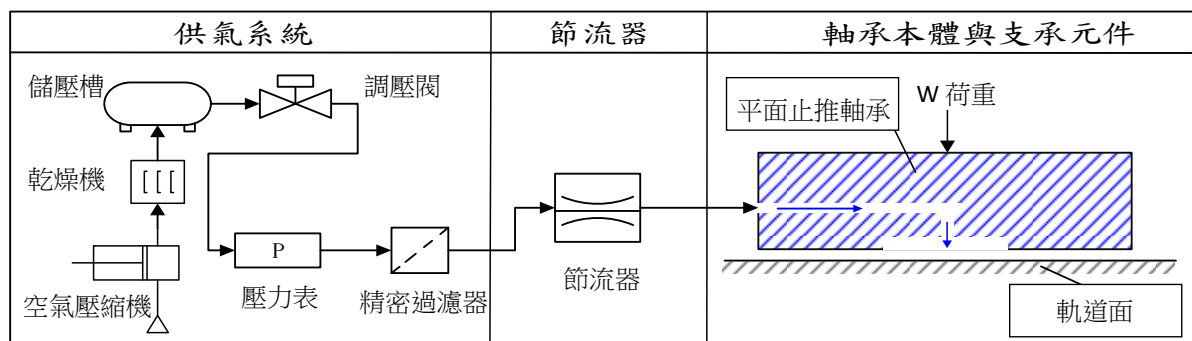 供氣系統
節流器
軸承本體與支承元件
儲壓槽
調壓閥
乾燥機
空氣壓縮機
P
壓力表
精密過濾器
節流器
W 荷重
平面止推軸承
軌道面